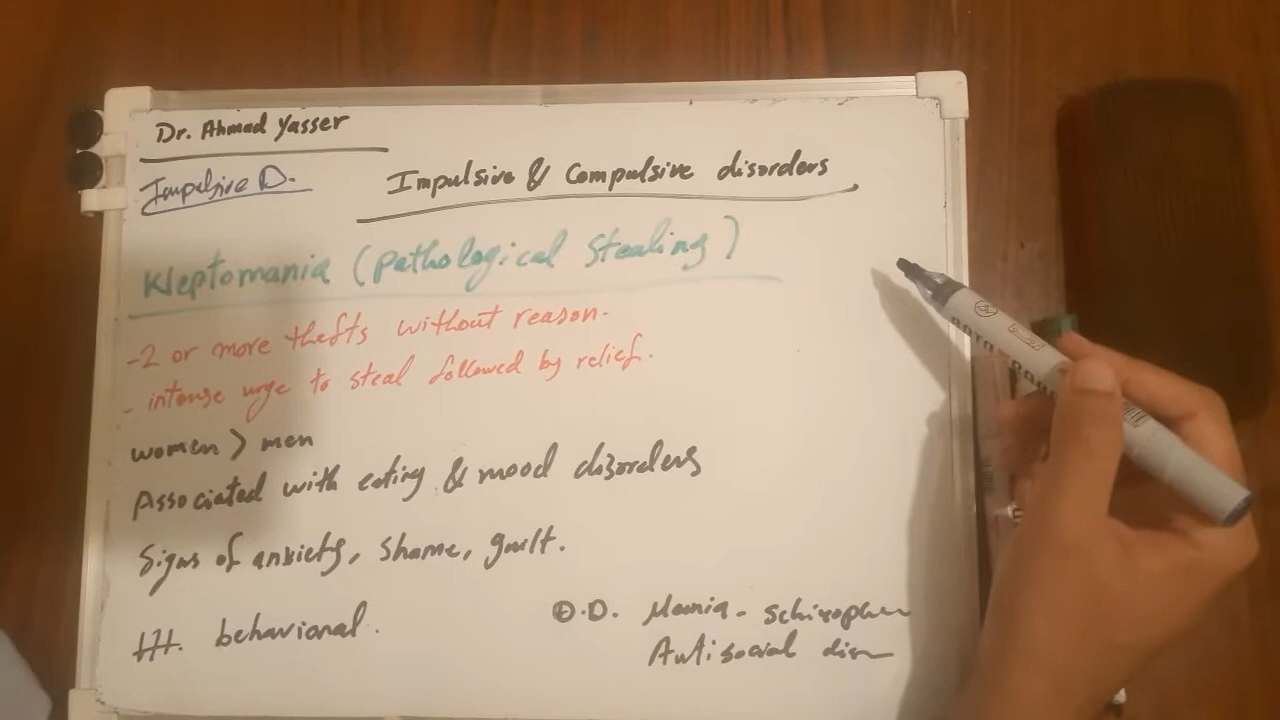 Dr. Ahmad Yasser
Impulsive D.
Impulsive & Compulsive disorders
Kleptomania (Pathological Stealing)
-2 or more thefts without reason.
- intense urge to steal followed by relief.
women > men
Associated with eating & mood disorders
Signs of anxiety, shame, guilt.
ttt. behavioral.
D.D. Mania - schizophren
Antisocial dis